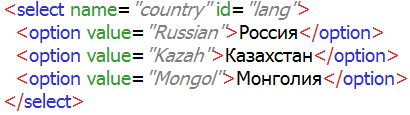 <select name="country" id="lang">
<option value="Russian">Россия</option>
<option value="Kazah">Казахстан</option>
<option value="Mongol">Монголия</option>
</select>